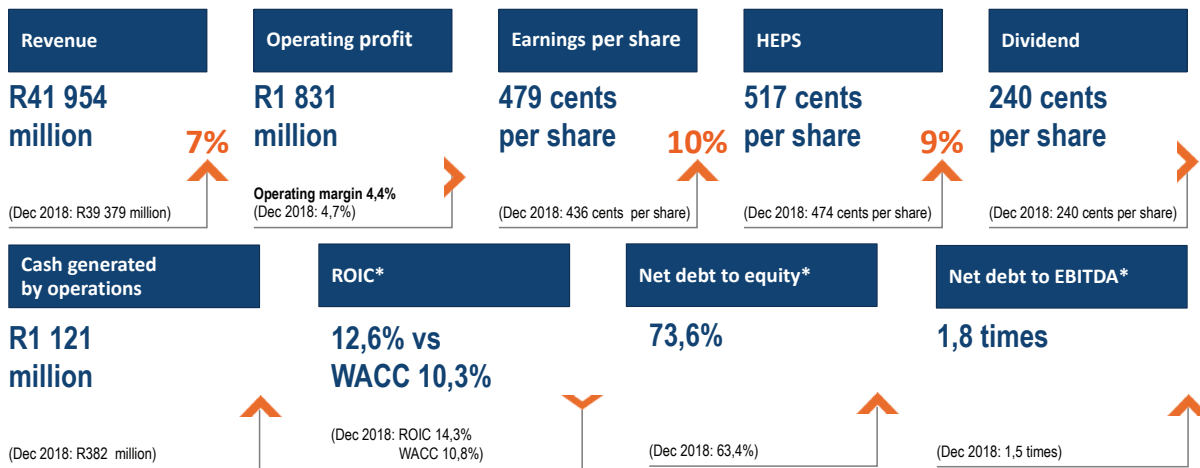 Revenue
R41 954
million
7%
(Dec 2018: R39 379 million)
Operating profit
R1 831
million
Operating margin 4,4%
(Dec 2018: 4,7%)
Earnings per share
479 cents
per share
10%
(Dec 2018: 436 cents per share)
HEPS
517 cents
per share
9%
(Dec 2018: 474 cents per share)
Dividend
240 cents
per share
(Dec 2018: 240 cents per share)
Cash generated
by operations
R1 121
million
(Dec 2018: R382 million)
ROIC*
12,6% vs
WACC 10,3%
(Dec 2018: ROIC 14,3%
WACC 10,8%)
Net debt to equity*
73,6%
(Dec 2018: 63,4%)
Net debt to EBITDA*
1,8 times
(Dec 2018: 1,5 times)